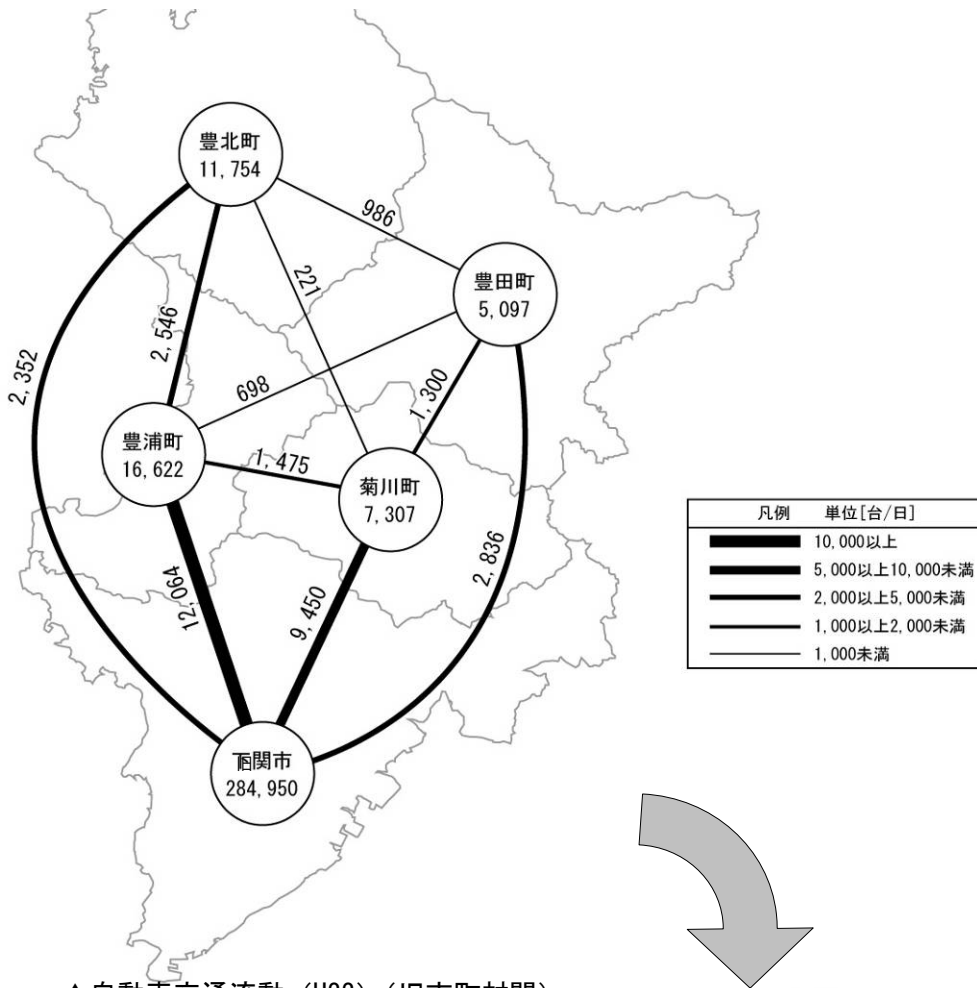 豊北町
11,754
986
豊田町
5,097
221
2,546
2,352
698
1,300
豊浦町
16,622
1,475
菊川町
7,307
2,836
12,064
9,450
下関市
284,950
凡例 単位[台/日]
10,000以上
5,000以上10,000未満
2,000以上5,000未満
1,000以上2,000未満
1,000未満